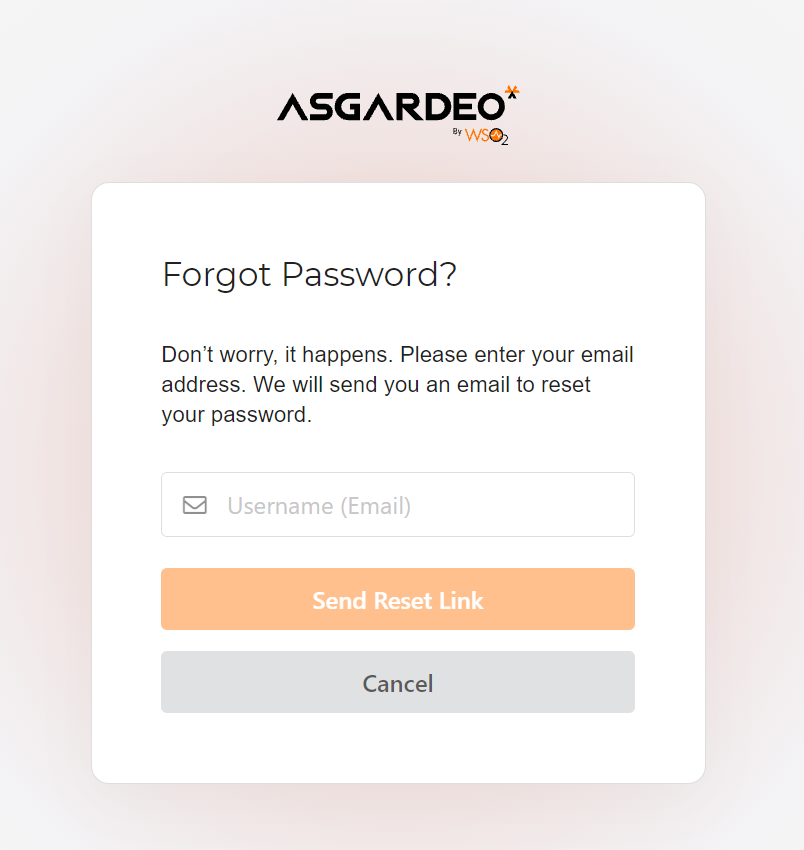 ASGARDEO
By WSO2
Forgot Password?
Don’t worry, it happens. Please enter your email
address. We will send you an email to reset
your password.
Username (Email)
Send Reset Link
Cancel